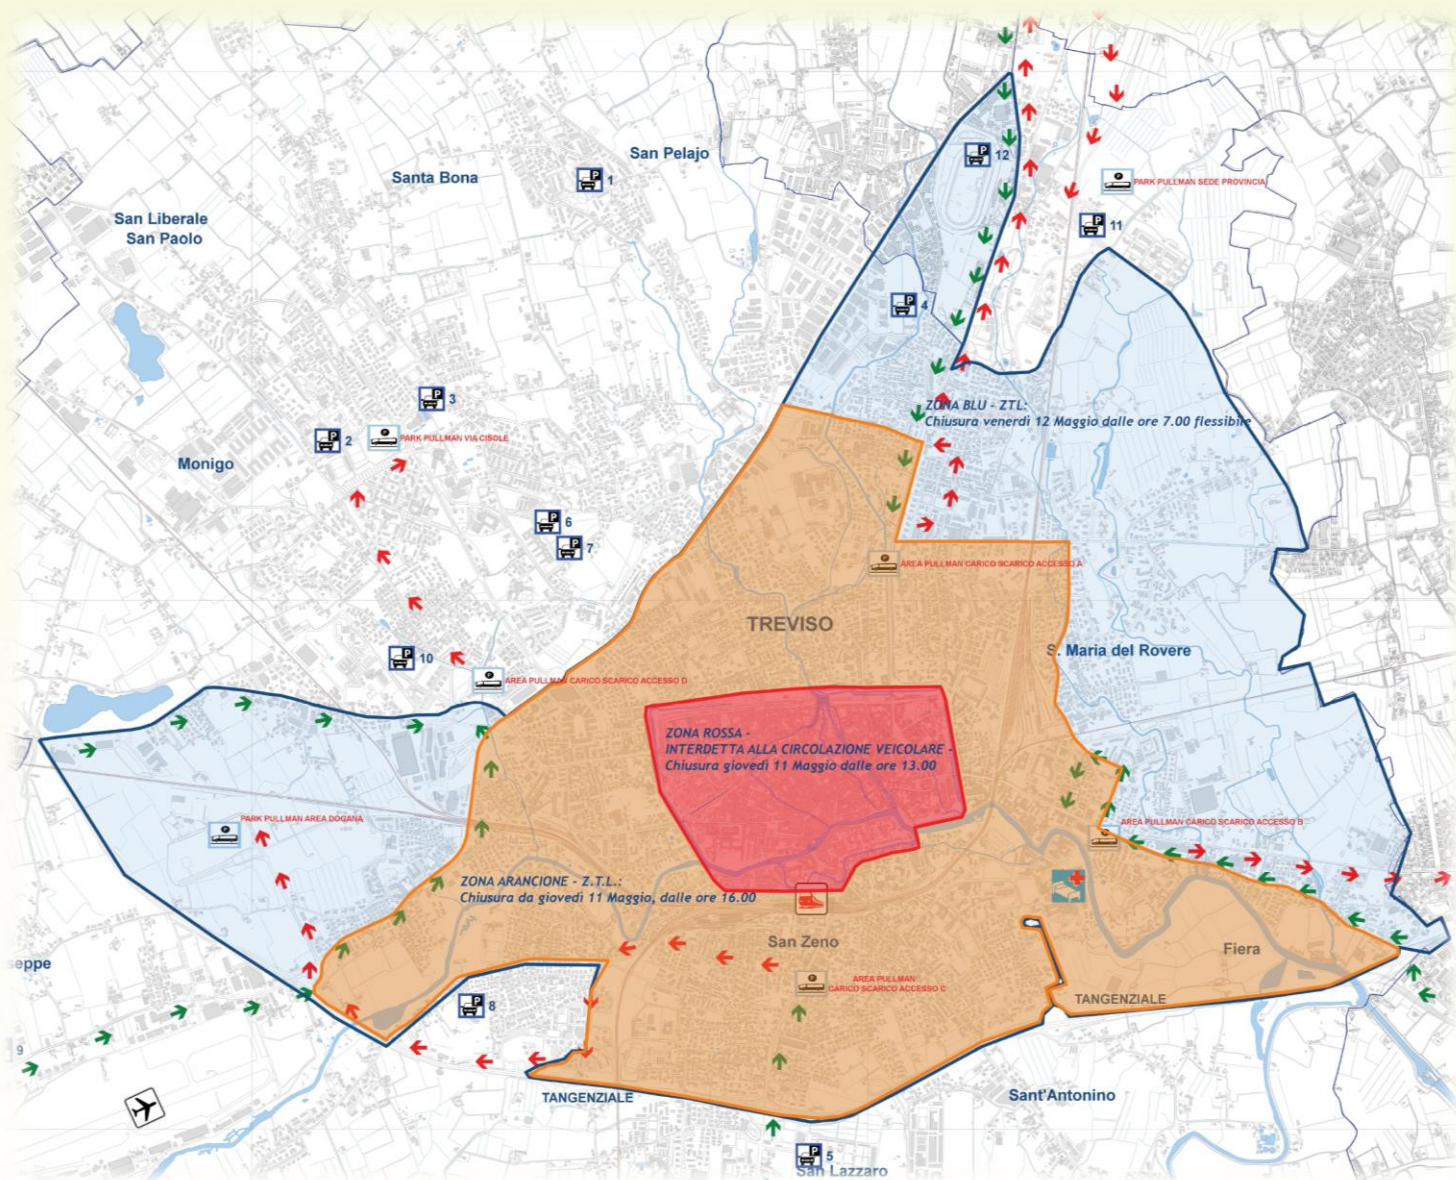 San Pelajo
12
Santa Bona
1
PARK PULLMAN SEDE PROVINCIA
San Liberale
San Paolo
11
4
3
ZONA BLU - ZTL:
Chiusura venerdì 12 Maggio dalle ore 7.00 flessibile
2
PARK PULLMAN VIA CISOLE
Monigo
6
7
AREA PULLMAN CARICO SCARICO ACCESSO A
TREVISO
S. Maria del Rovere
10
AREA PULLMAN CARICO SCARICO ACCESSO D
ZONA ROSSA -
INTERDETTA ALLA CIRCOLAZIONE VEICOLARE -
Chiusura giovedì 11 Maggio dalle ore 13.00
PARK PULLMAN AREA DOGANA
AREA PULLMAN CARICO SCARICO ACCESSO B
ZONA ARANCIONE - Z.T.L.:
Chiusura da giovedì 11 Maggio, dalle ore 16.00
San Zeno
Fiera
seppe
AREA PULLMAN
CARICO SCARICO ACCESSO C
TANGENZIALE
8
9
TANGENZIALE
Sant'Antonino
5
San Lazzaro